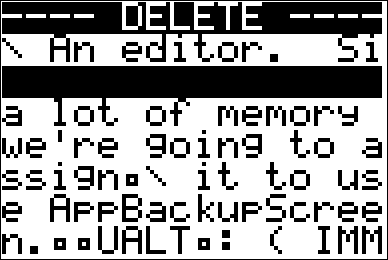 ---- DELETE ----
\ An editor.  Si
a lot of memory
we're going to a
ssign▫\ it to us
e AppBackupScree
n.▫▫UALT▫: ( IMM